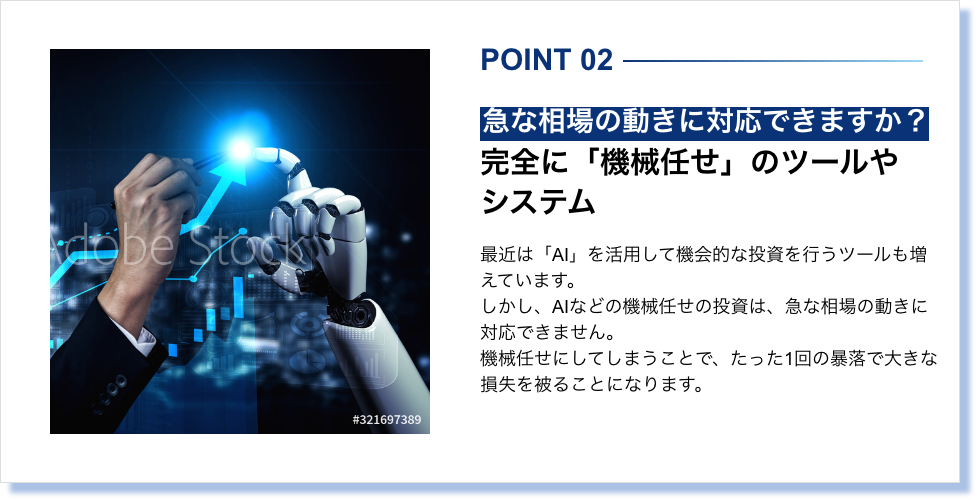 POINT 02
急な相場の動きに対応できますか？
完全に「機械任せ」のツールや
システム
最近は「AI」を活用して機会的な投資を行うツールも増
えています。
しかし、AIなどの機械任せの投資は、急な相場の動きに
対応できません。
機械任せにしてしまうことで、たった1回の暴落で大きな
損失を被ることになります。
Adobe Stock
#321697389